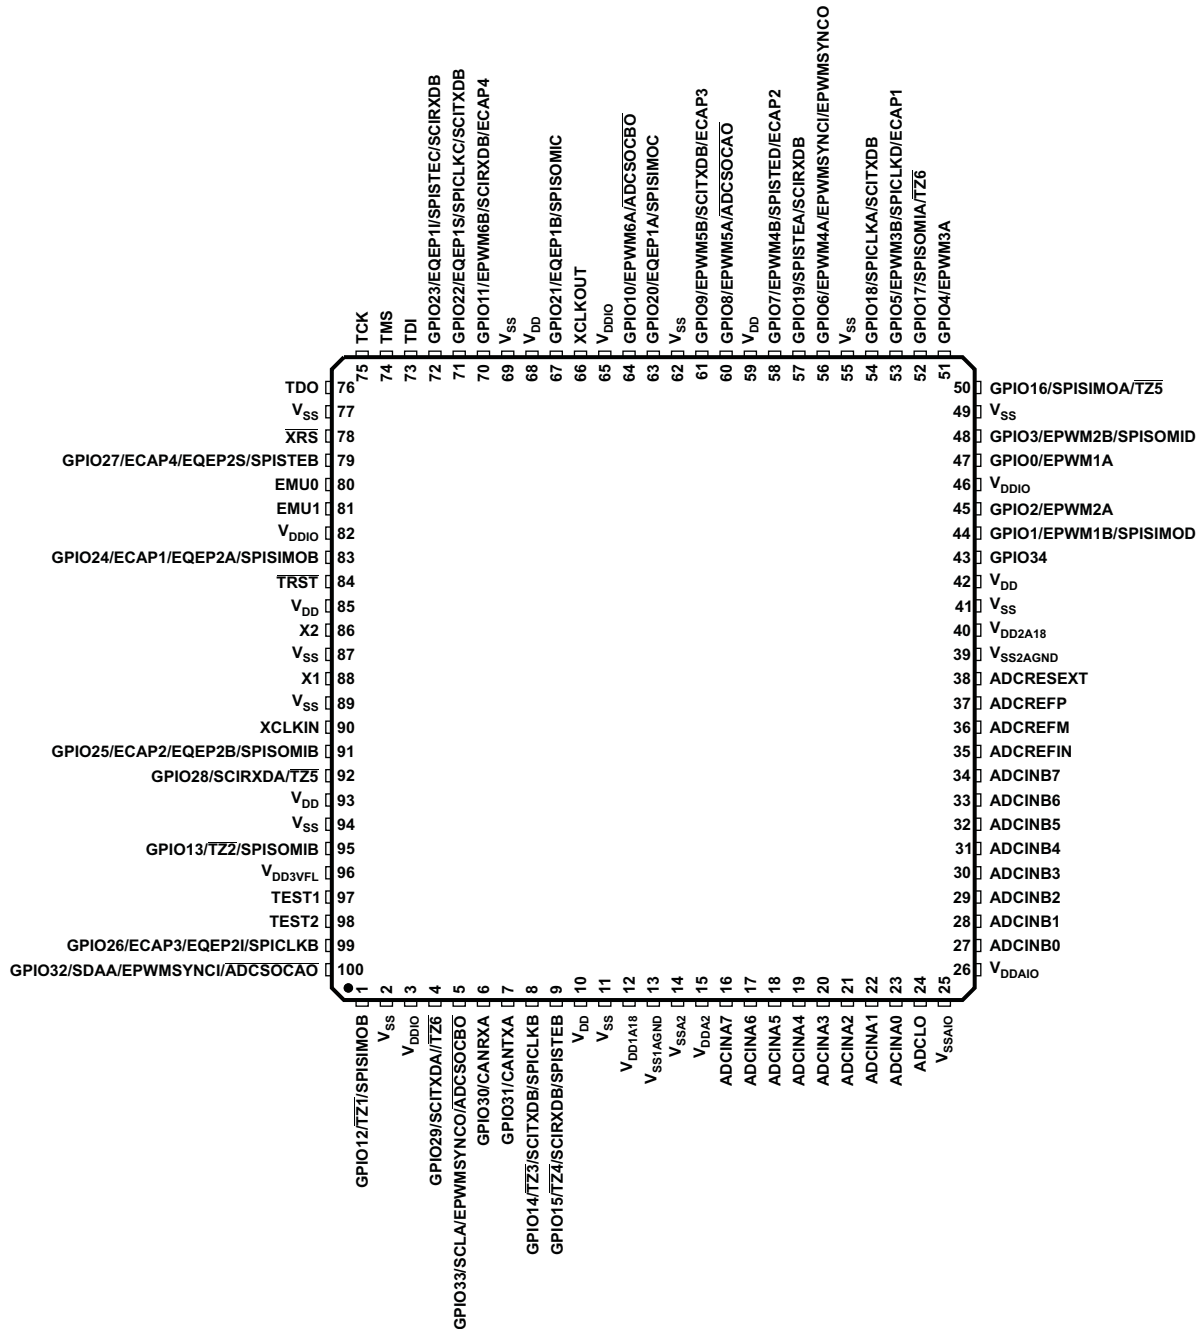 75 TCK
74 TMS
73 TDI
72 GPIO23/EQEP1I/SPISTEC/SCIRXDB
71 GPIO22/EQEP1S/SPICLKC/SCITXDB
70 GPIO11/EPWM6B/SCIRXDB/ECAP4
69 VSS
68 VDD
67 GPIO21/EQEP1B/SPISOMIC
66 XCLKOUT
65 VDDIO
64 GPIO10/EPWM6A/ADCSOCBO
63 GPIO20/EQEP1A/SPISIMOC
62 VSS
61 GPIO9/EPWM5B/SCITXDB/ECAP3
60 GPIO8/EPWM5A/ADCSOCAO
59 VDD
58 GPIO7/EPWM4B/SPISTED/ECAP2
57 GPIO19/SPISTEA/SCIRXDB
56 GPIO6/EPWM4A/EPWMSYNCI/EPWMSYNCO
55 VSS
54 GPIO18/SPICLKA/SCITXDB
53 GPIO5/EPWM3B/SPICLKD/ECAP1
52 GPIO17/SPISOMIA/TZ6
51 GPIO4/EPWM3A
TDO 76
VSS 77
XRS 78
GPIO27/ECAP4/EQEP2S/SPISTEB 79
EMU0 80
EMU1 81
VDDIO 82
GPIO24/ECAP1/EQEP2A/SPISIMOB 83
TRST 84
VDD 85
X2 86
VSS 87
X1 88
VSS 89
XCLKIN 90
GPIO25/ECAP2/EQEP2B/SPISOMIB 91
GPIO28/SCIRXDA/TZ5 92
VDD 93
VSS 94
GPIO13/TZ2/SPISOMIB 95
VDD3VFL 96
TEST1 97
TEST2 98
GPIO26/ECAP3/EQEP2I/SPICLKB 99
GPIO32/SDAA/EPWMSYNCI/ADCSOCAO 100
50 GPIO16/SPISIMOA/TZ5
49 VSS
48 GPIO3/EPWM2B/SPISOMID
47 GPIO0/EPWM1A
46 VDDIO
45 GPIO2/EPWM2A
44 GPIO1/EPWM1B/SPISIMOD
43 GPIO34
42 VDD
41 VSS
40 VDD2A18
39 VSS2AGND
38 ADCRESEXT
37 ADCREFP
36 ADCREFM
35 ADCREFIN
34 ADCINB7
33 ADCINB6
32 ADCINB5
31 ADCINB4
30 ADCINB3
29 ADCINB2
28 ADCINB1
27 ADCINB0
26 VDDAIO
1 GPIO12/TZ1/SPISIMOB
2 VSS
3 VDDIO
4 GPIO29/SCITXDA//TZ6
5 GPIO33/SCLA/EPWMSYNCO/ADCSOCBO
6 GPIO30/CANRXA
7 GPIO31/CANTXA
8 GPIO14/TZ3/SCITXDB/SPICLKB
9 GPIO15/TZ4/SCIRXDB/SPISTEB
10 VDD
11 VSS
12 VDD1A18
13 VSS1AGND
14 VSSA2
15 VDDA2
16 ADCINA7
17 ADCINA6
18 ADCINA5
19 ADCINA4
20 ADCINA3
21 ADCINA2
22 ADCINA1
23 ADCINA0
24 ADCLO
25 VSSAIO